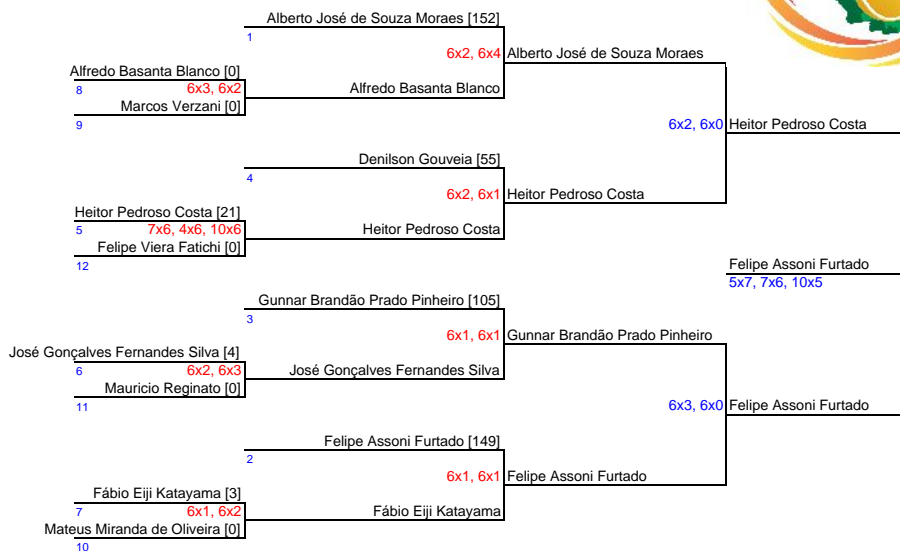 Alberto José de Souza Moraes [152]
1
6x2, 6x4 Alberto José de Souza Moraes
Alfredo Basanta Blanco [0]
8 6x3, 6x2 Alfredo Basanta Blanco
Marcos Verzani [0]
9
6x2, 6x0 Heitor Pedroso Costa
Denilson Gouveia [55]
4
6x2, 6x1 Heitor Pedroso Costa
Heitor Pedroso Costa [21]
5 7x6, 4x6, 10x6 Heitor Pedroso Costa
Felipe Viera Fatichi [0]
12
Felipe Assoni Furtado
5x7, 7x6, 10x5
Gunnar Brandão Prado Pinheiro [105]
3
6x1, 6x1 Gunnar Brandão Prado Pinheiro
José Gonçalves Fernandes Silva [4]
6 6x2, 6x3 José Gonçalves Fernandes Silva
Mauricio Reginato [0]
11
6x3, 6x0 Felipe Assoni Furtado
Felipe Assoni Furtado [149]
2
6x1, 6x1 Felipe Assoni Furtado
Fábio Eiji Katayama [3]
7 6x1, 6x2 Fábio Eiji Katayama
Mateus Miranda de Oliveira [0]
10